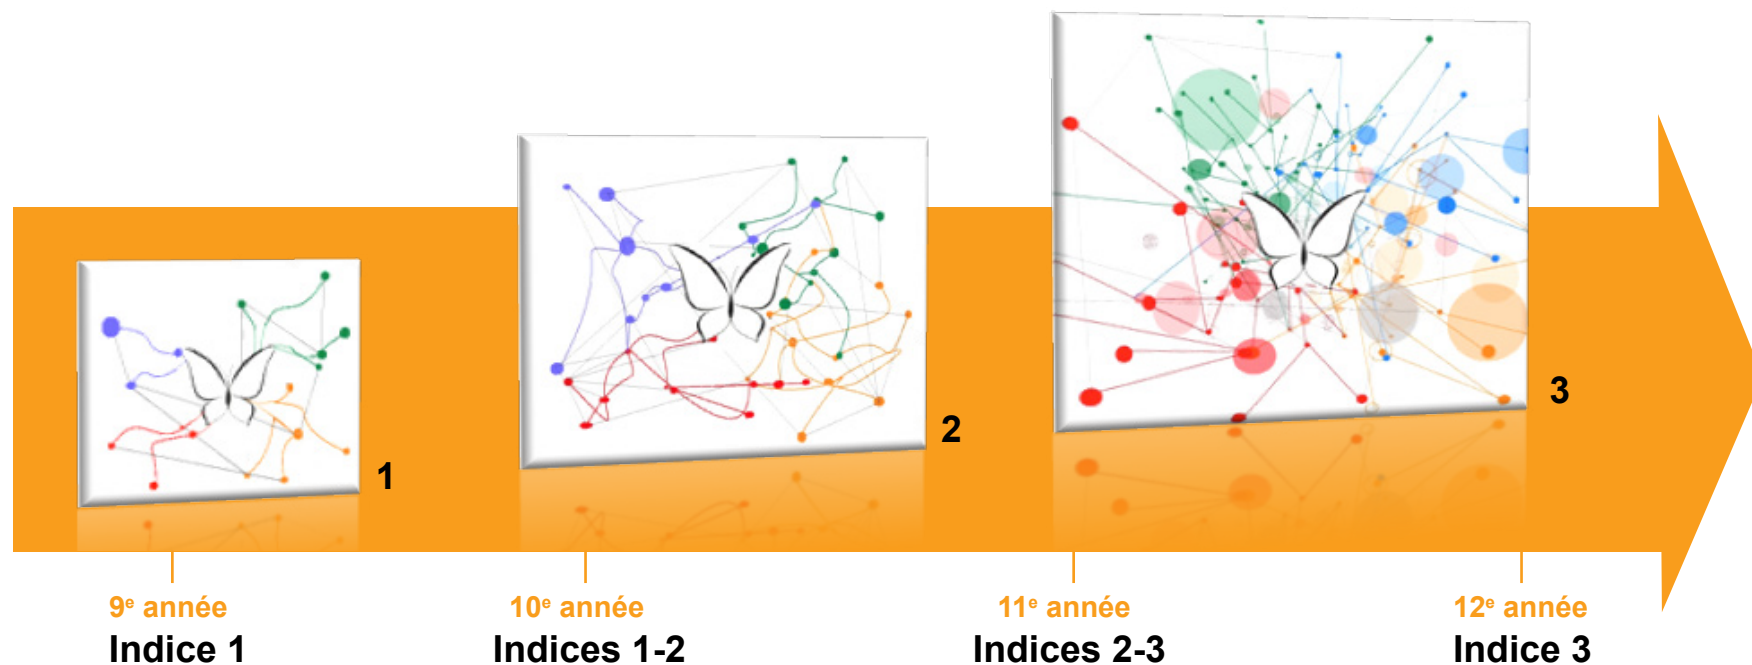 1
2
3
9e année
Indice 1
10e année
Indices 1-2
11e année
Indices 2-3
12e année
Indice 3